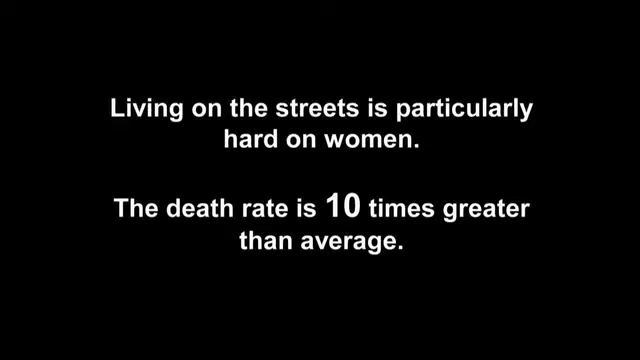 Living on the streets is particularly
hard on women.
The death rate is 10 times greater
than average.